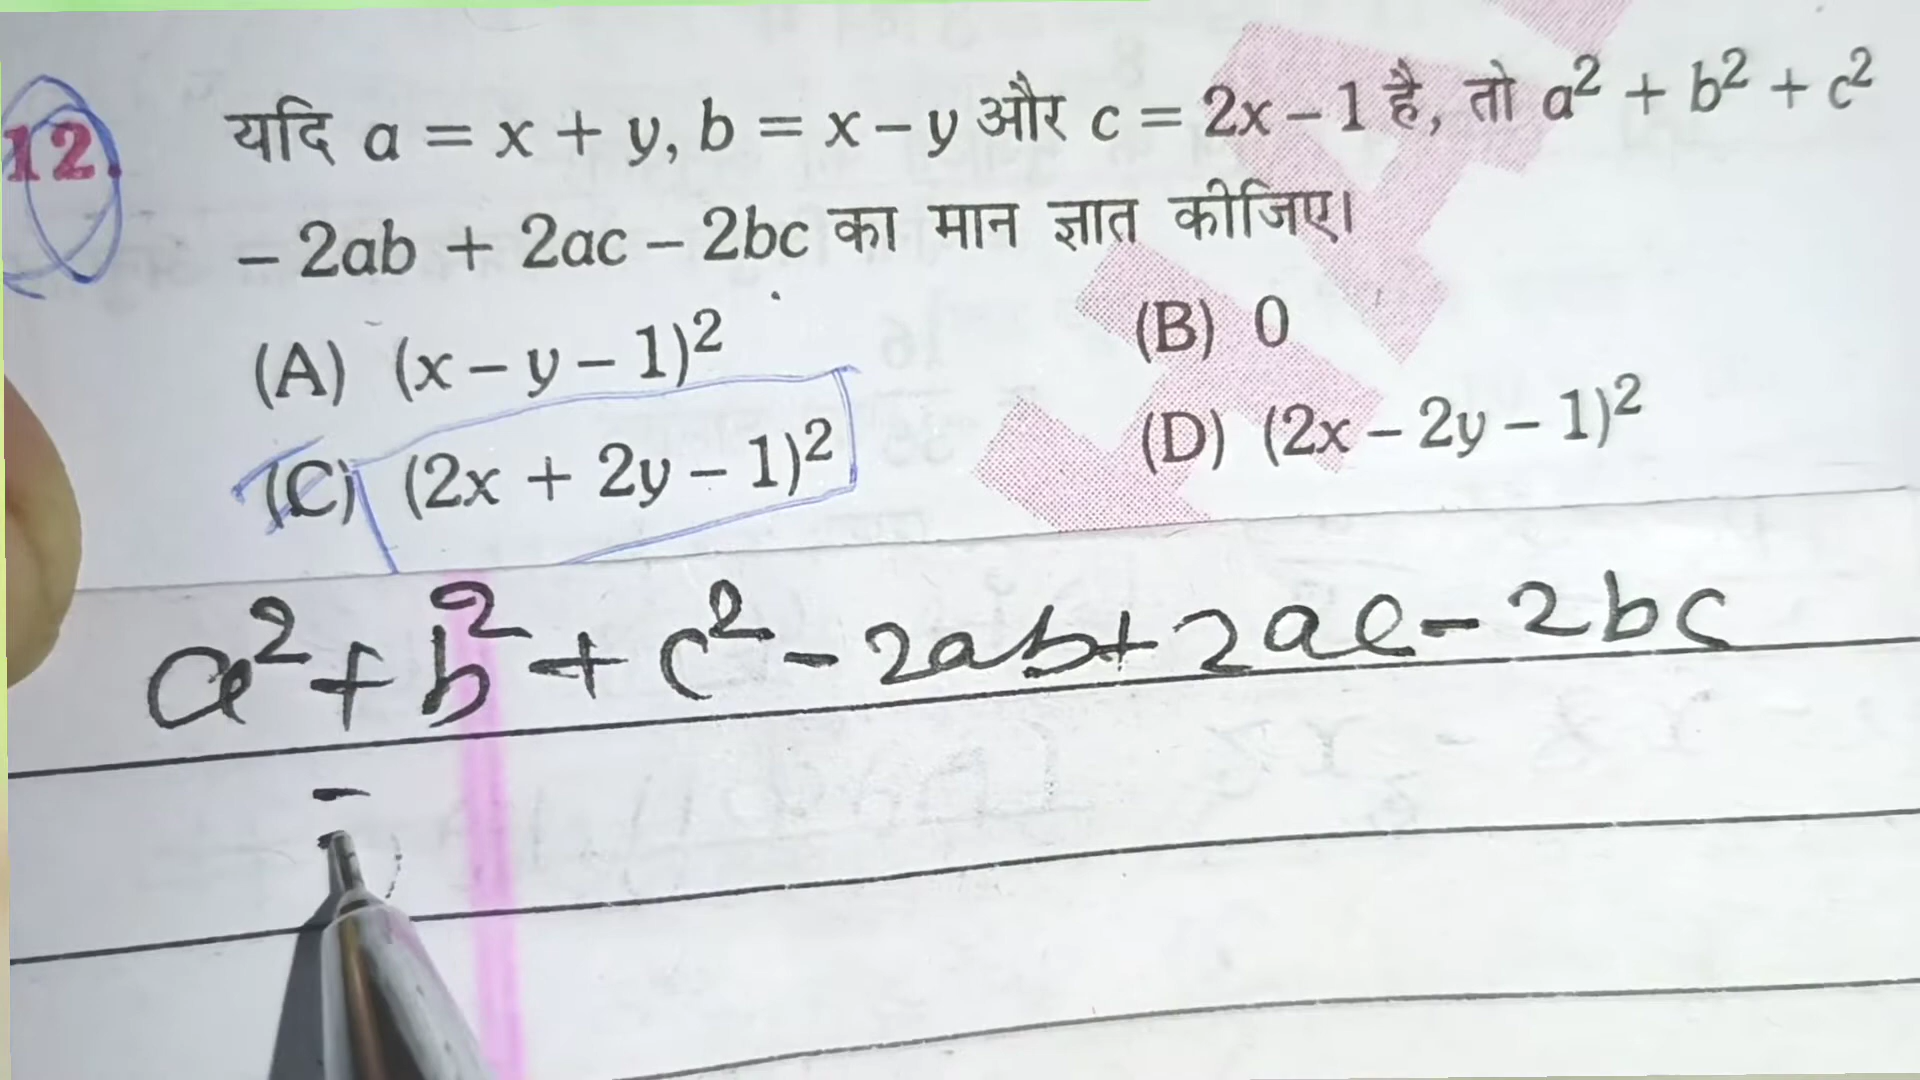 12. यदि a = x + y, b = x – y और c = 2x – 1 है, तो a² + b² + c²
– 2ab + 2ac – 2bc का मान ज्ञात कीजिए।
(A) (x – y – 1)² (B) 0
(C) (2x + 2y – 1)² (D) (2x – 2y – 1)²
a² + b² + c² - 2ab + 2ac - 2bc
=